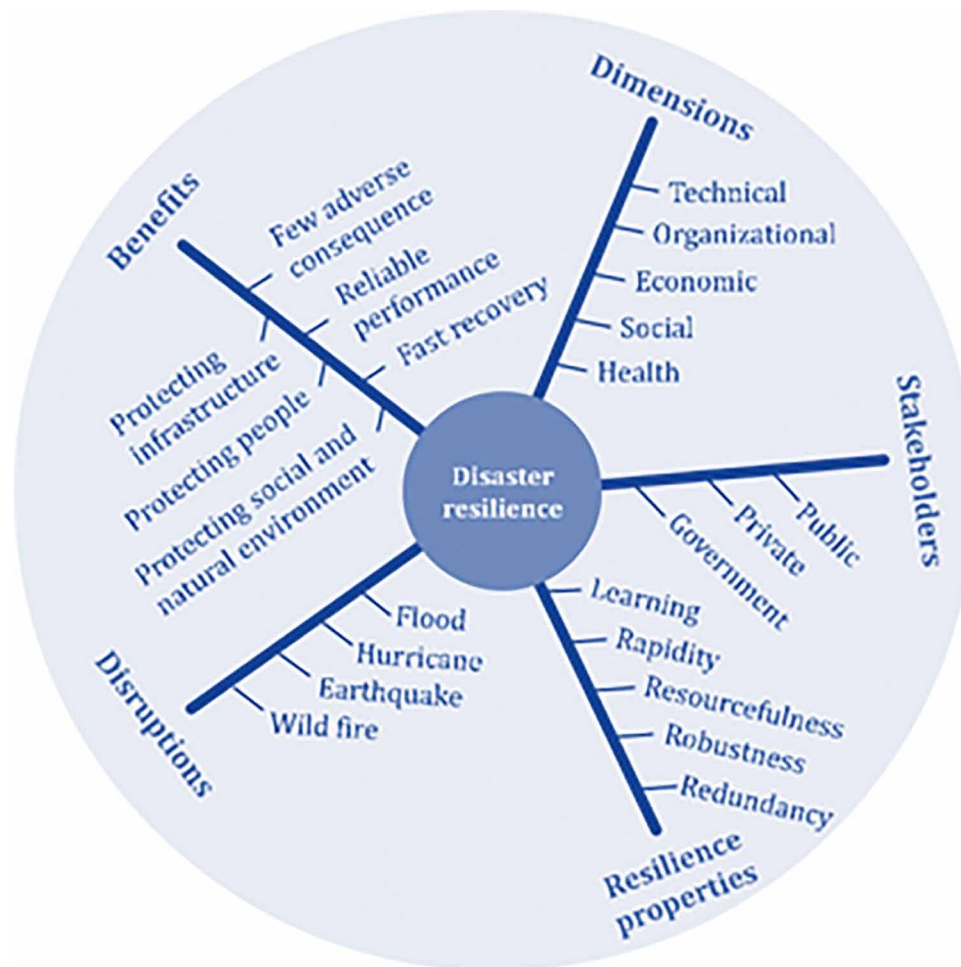 Dimensions
Technical
Organizational
Economic
Social
Health
Stakeholders
Public
Private
Government
Learning
Rapidity
Resourcefulness
Robustness
Redundancy
Resilience
properties
Disruptions
Flood
Hurricane
Earthquake
Wild fire
Benefits
Few adverse
consequence
Reliable
performance
Fast recovery
Protecting
infrastructure
Protecting people
Protecting social and
natural environment
Disaster
resilience